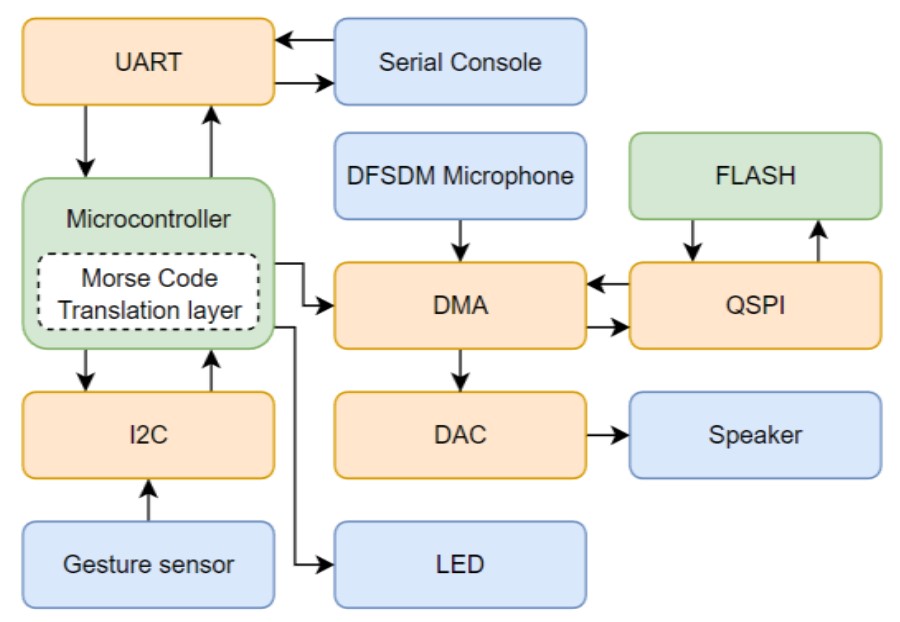 UART
Serial Console
DFSDM Microphone
FLASH
Microcontroller
Morse Code
Translation layer
DMA
QSPI
I2C
DAC
Speaker
Gesture sensor
LED